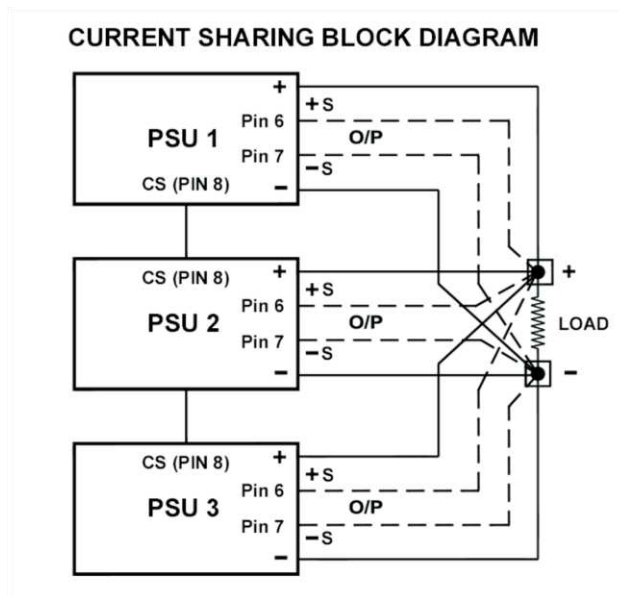 CURRENT SHARING BLOCK DIAGRAM
+
+S
Pin 6
PSU 1
O/P
Pin 7
−S
CS (PIN 8)
−
CS (PIN 8)
+
+
+S
Pin 6
PSU 2
O/P
LOAD
Pin 7
−S
−
−
CS (PIN 8)
+
+S
Pin 6
PSU 3
O/P
Pin 7
−S
−